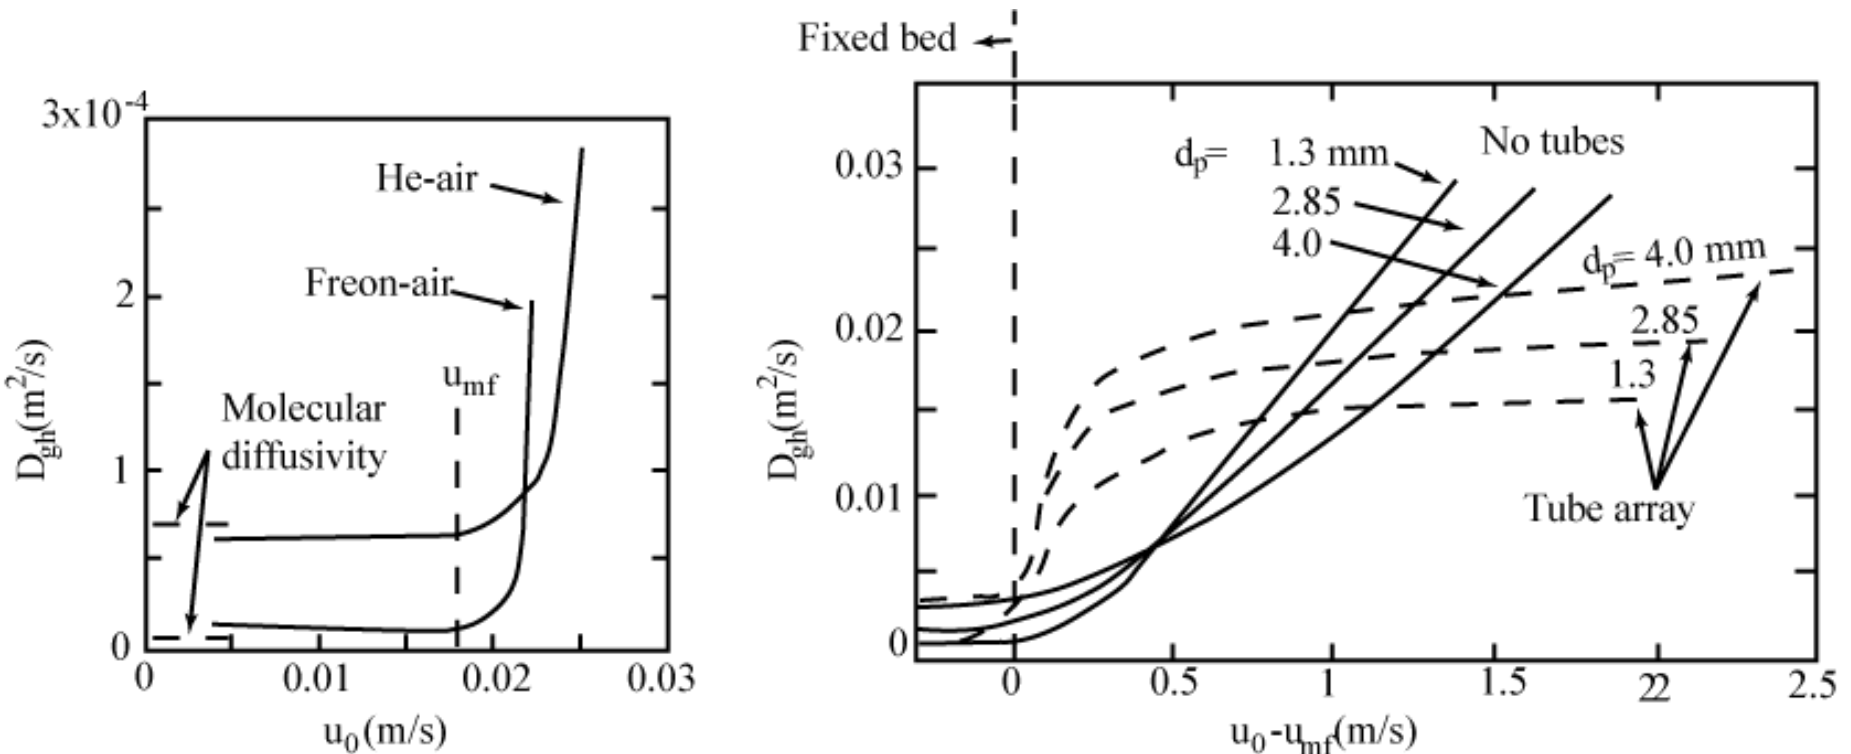 3x10-4
2
1
0
Dgh(m2/s)
He-air
Freon-air
umf
Molecular
diffusivity
0
0.01
0.02
0.03
u0(m/s)
Fixed bed
0.03
0.02
0.01
0
Dgh(m2/s)
dp= 1.3 mm
2.85
4.0
No tubes
dp= 4.0 mm
2.85
1.3
Tube array
0
0.5
1
1.5
22
2.5
u0-umf(m/s)